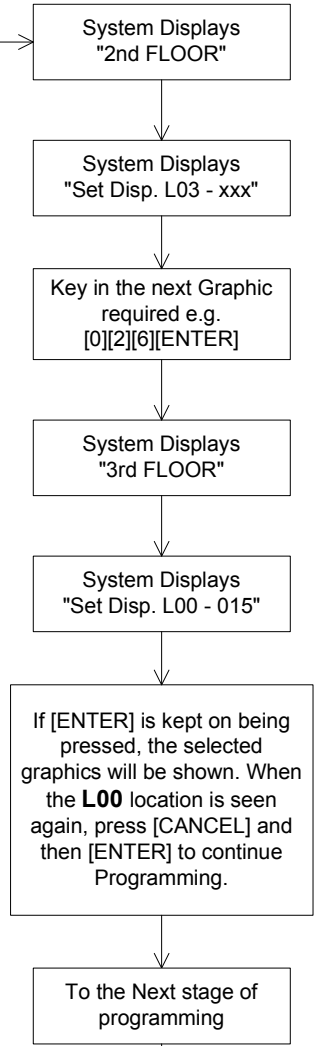 System Displays
"2nd FLOOR"
System Displays
"Set Disp. L03 - xxx"
Key in the next Graphic
required e.g.
[0][2][6][ENTER]
System Displays
"3rd FLOOR"
System Displays
"Set Disp. L00 - 015"
If [ENTER] is kept on being
pressed, the selected
graphics will be shown. When
the L00 location is seen
again, press [CANCEL] and
then [ENTER] to continue
Programming.
To the Next stage of
programming